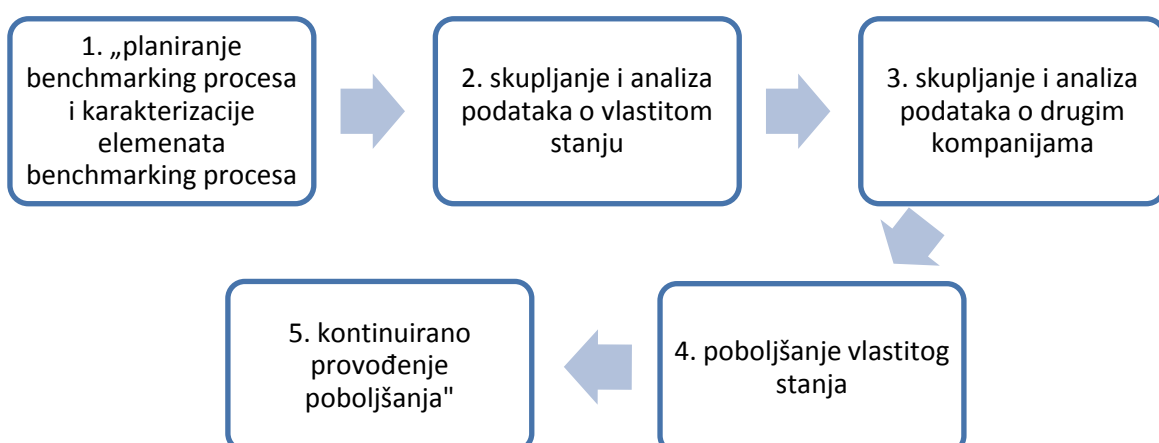 1. „planiranje
benchmarking procesa
i karakterizacije
elemenata
benchmarking procesa
2. skupljanje i analiza
podataka o vlastitom
stanju
3. skupljanje i analiza
podataka o drugim
kompanijama
4. poboljšanje vlastitog
stanja
5. kontinuirano
provođenje
poboljšanja"